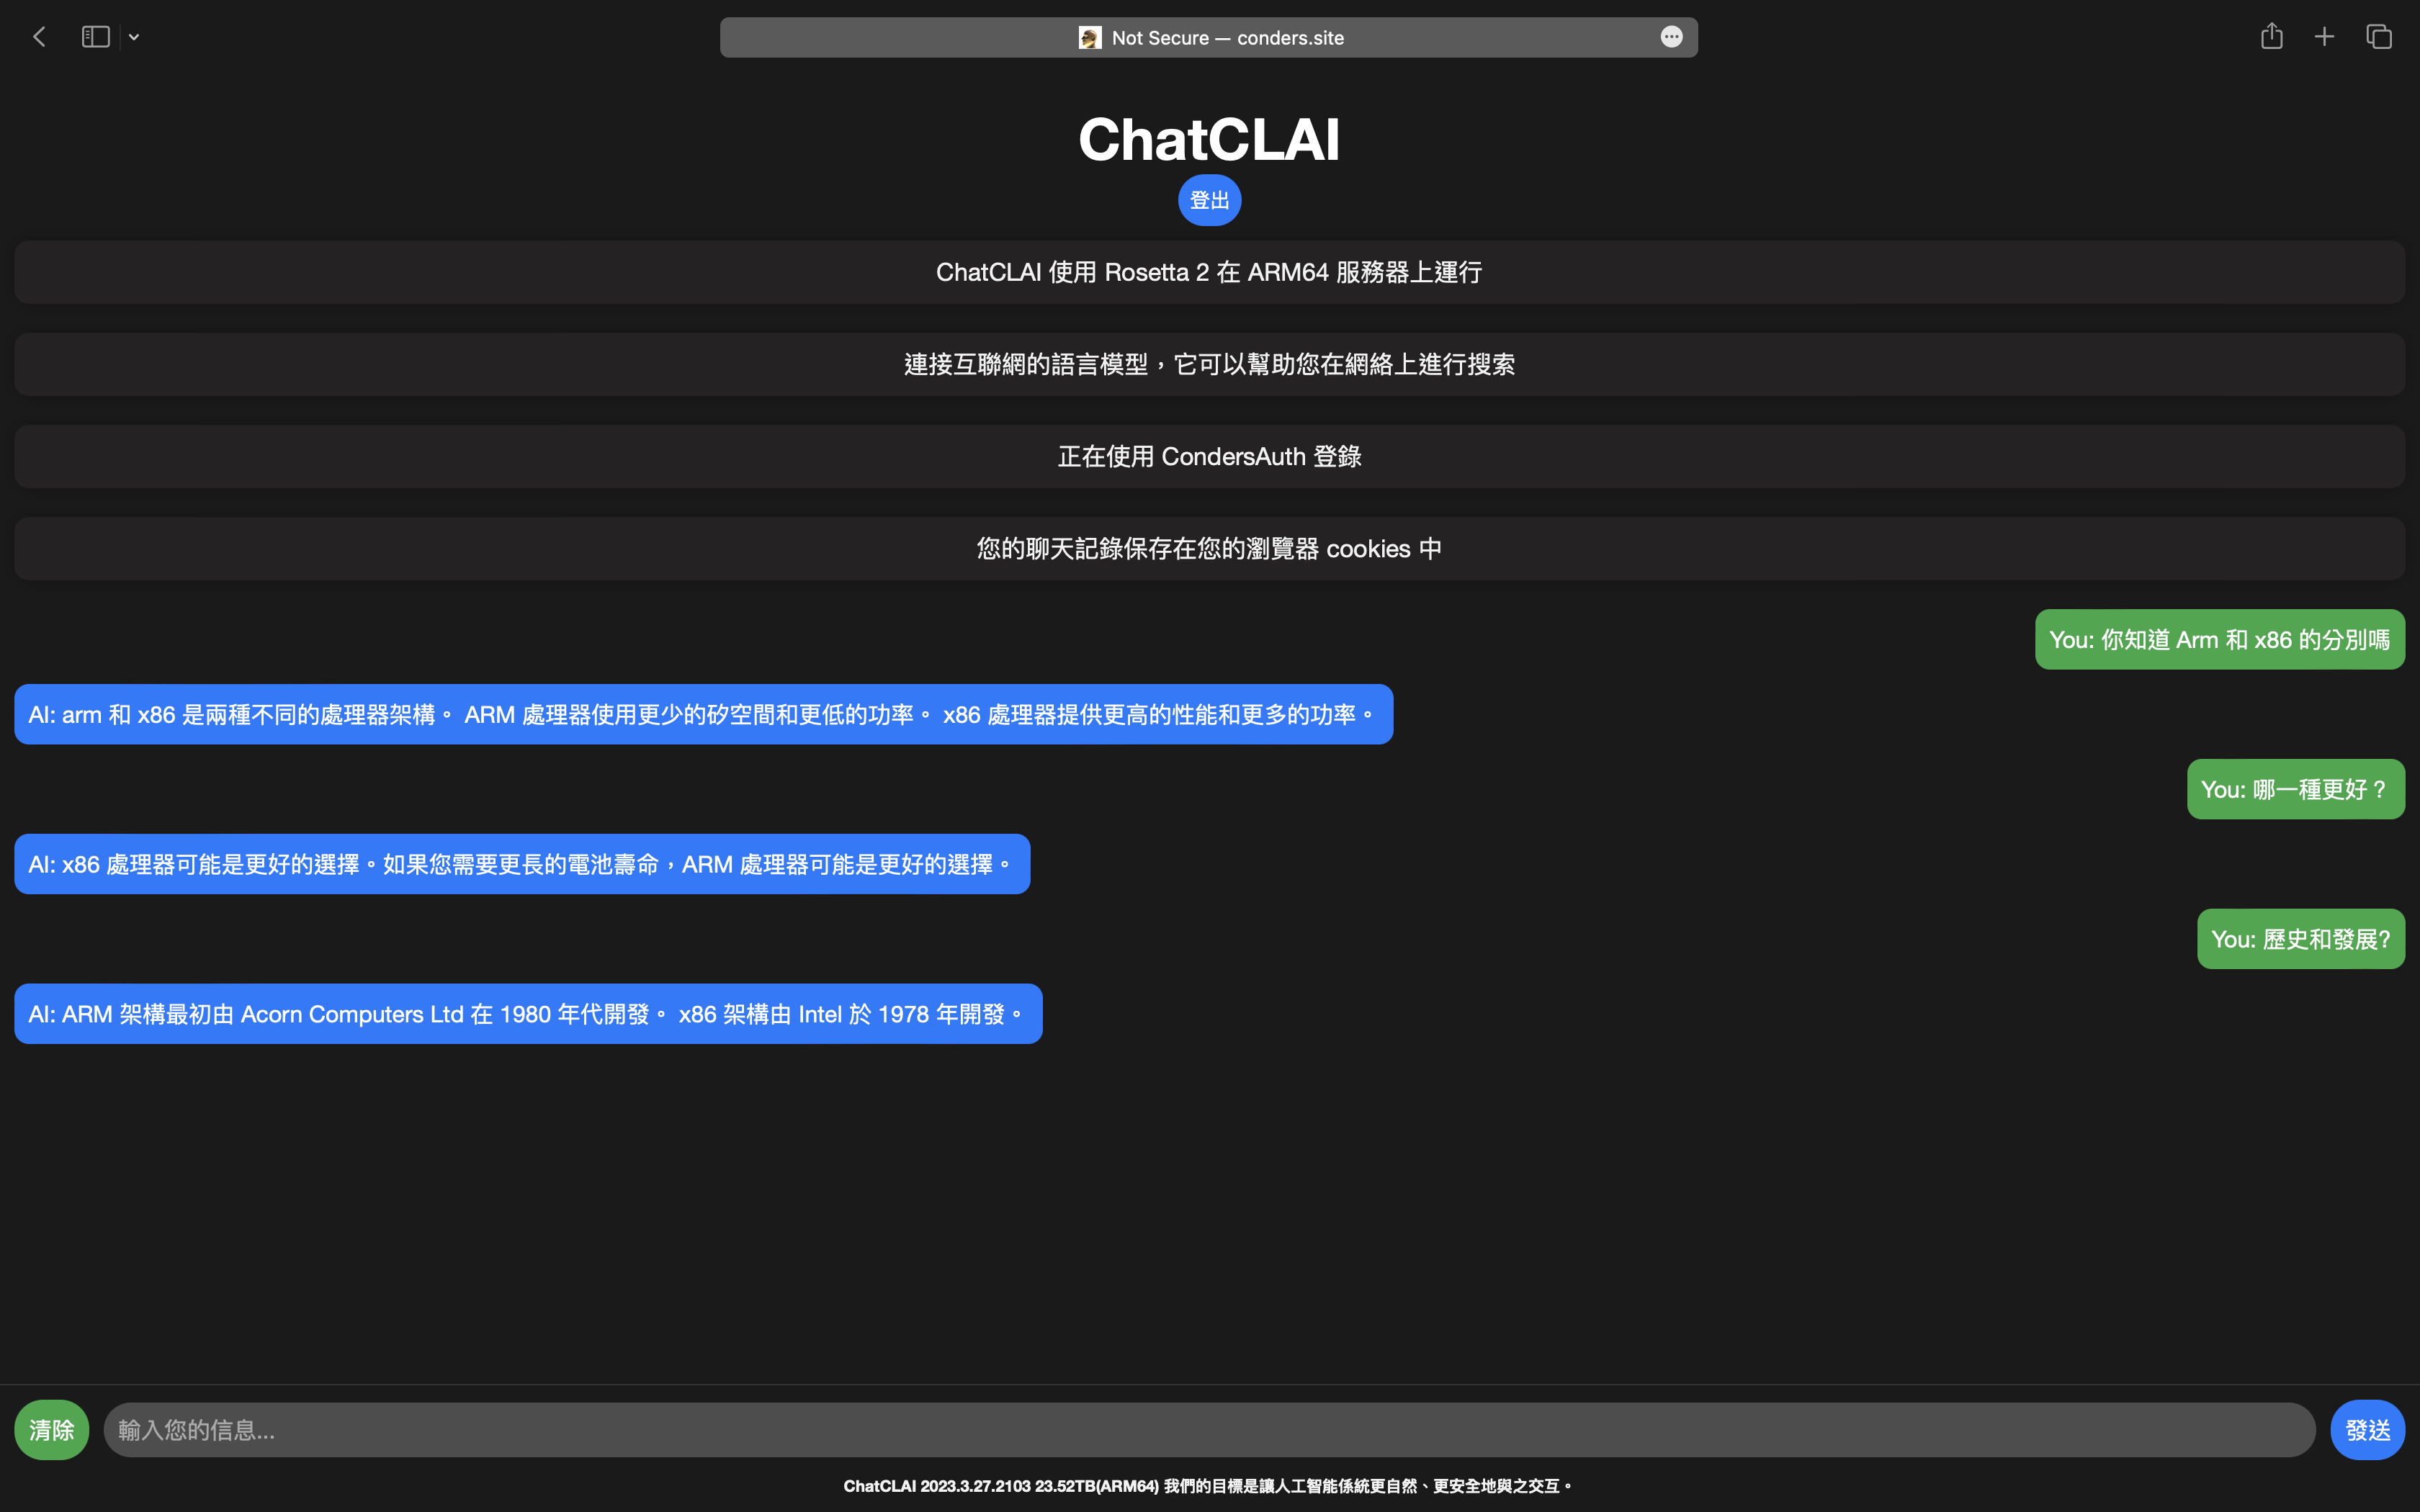 Not Secure — conders.site
ChatCLAI
登出
ChatCLAI 使用 Rosetta 2 在 ARM64 服務器上運行
連接互聯網的語言模型，它可以幫助您在網絡上進行搜索
正在使用 CondersAuth 登錄
您的聊天記錄保存在您的瀏覽器 cookies 中
You: 你知道 Arm 和 x86 的分別嗎
AI: arm 和 x86 是兩種不同的處理器架構。 ARM 處理器使用更少的矽空間和更低的功率。 x86 處理器提供更高的性能和更多的功率。
You: 哪一種更好？
AI: x86 處理器可能是更好的選擇。如果您需要更長的電池壽命，ARM 處理器可能是更好的選擇。
You: 歷史和發展?
AI: ARM 架構最初由 Acorn Computers Ltd 在 1980 年代開發。 x86 架構由 Intel 於 1978 年開發。
清除
輸入您的信息...
發送
ChatCLAI 2023.3.27.2103 23.52TB(ARM64) 我們的目標是讓人工智能係統更自然、更安全地與之交互。